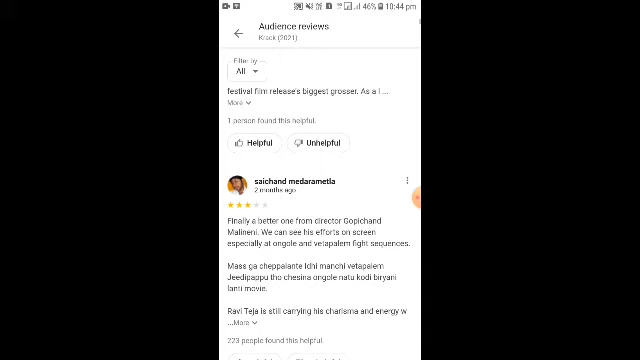 46% 10:44 pm
Audience reviews
Krack (2021)
Filter by
All
festival film release's biggest grosser. As a l ...
More
1 person found this helpful.
Helpful Unhelpful
saichand medarametla
2 months ago
Finally a better one from director Gopichand
Malineni. We can see his efforts on screen
especially at ongole and vetapalem fight sequences.
Mass ga cheppalante Idhi manchi vetapalem
Jeedipappu tho chesina ongole natu kodi biryani
lanti movie.
Ravi Teja is still carrying his charisma and energy w
...More
223 people found this helpful.